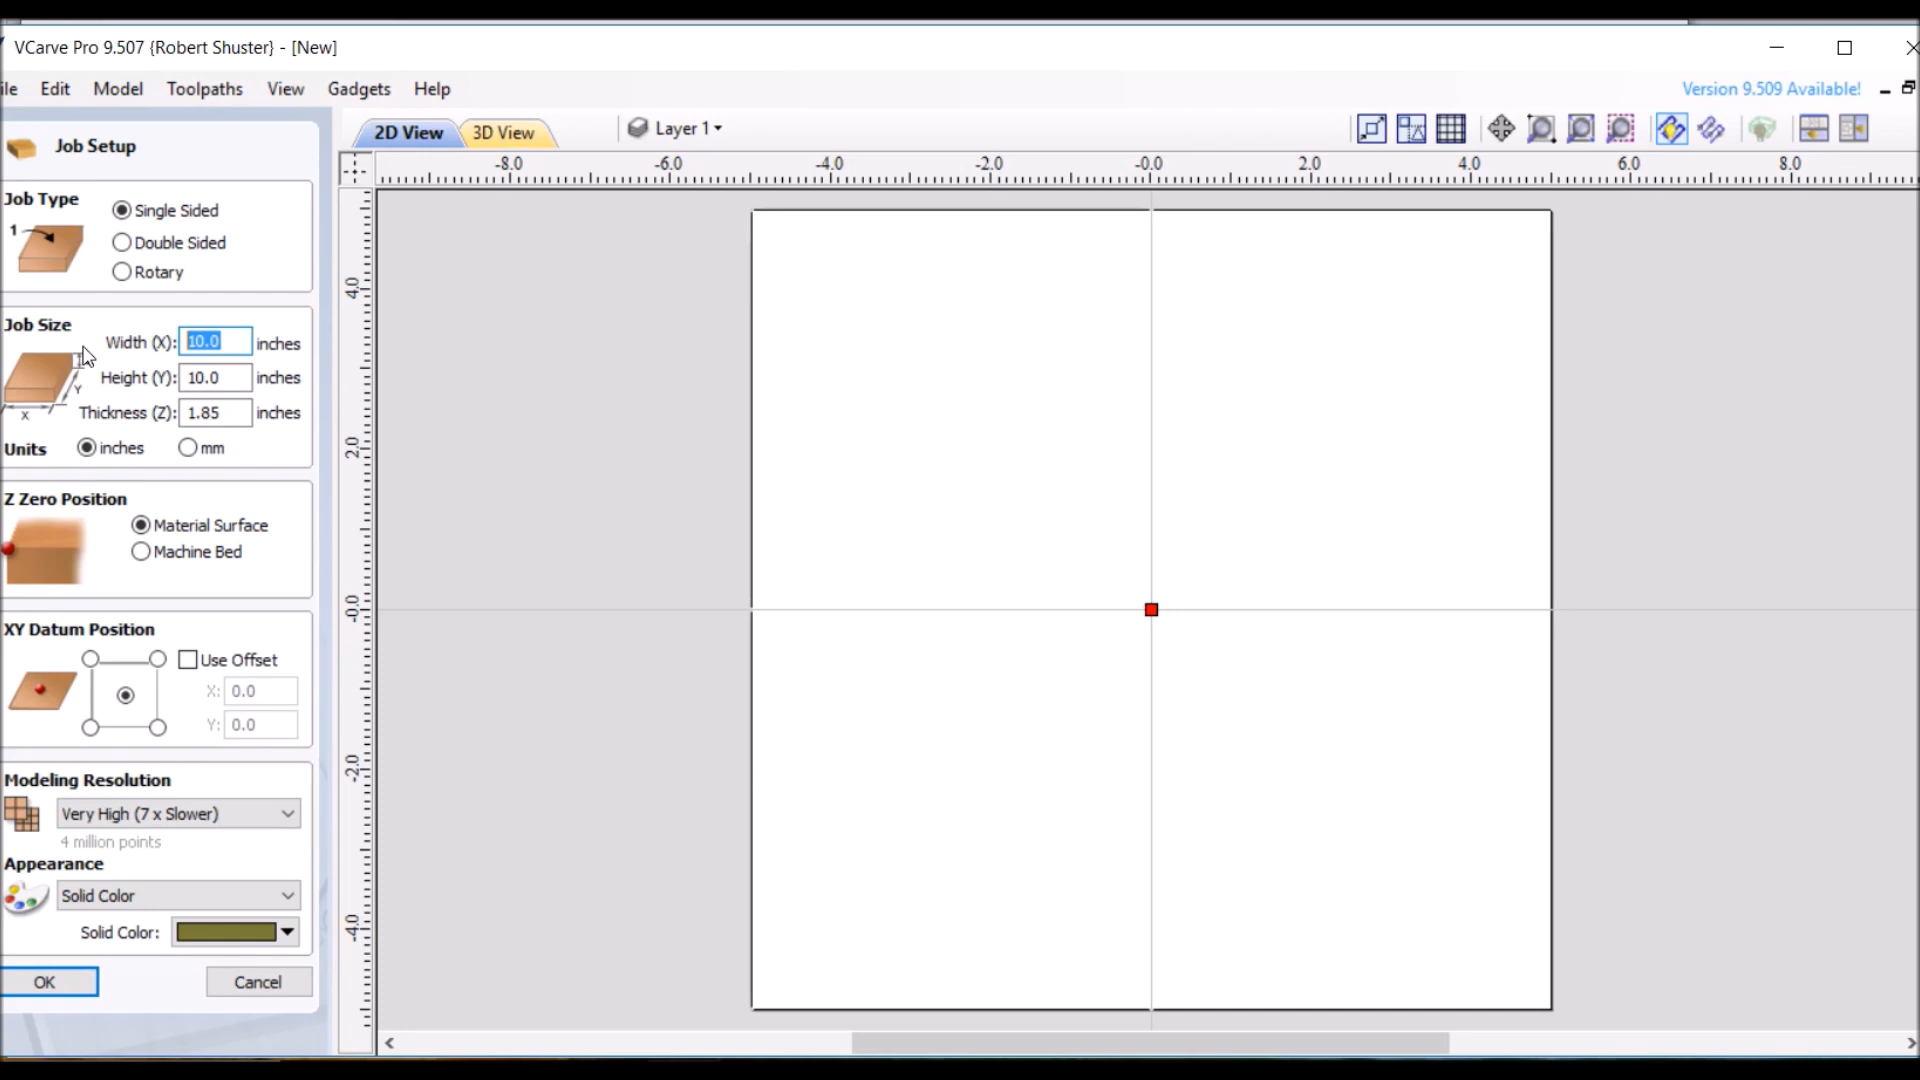 VCarve Pro 9.507 {Robert Shuster} - [New]
ile Edit Model Toolpaths View Gadgets Help
Version 9.509 Available!
Job Setup
2D View 3D View Layer 1
-8.0 -6.0 -4.0 -2.0 -0.0 2.0 4.0 6.0 8.0
Job Type
1
Single Sided
Double Sided
Rotary
Job Size
Width (X): 10.0 inches
Height (Y): 10.0 inches
Thickness (Z): 1.85 inches
Y
X
Units inches mm
Z Zero Position
Material Surface
Machine Bed
XY Datum Position
Use Offset
X: 0.0
Y: 0.0
Modeling Resolution
Very High (7 x Slower)
4 million points
Appearance
Solid Color
Solid Color:
OK Cancel
4.0
2.0
-0.0
-2.0
-4.0